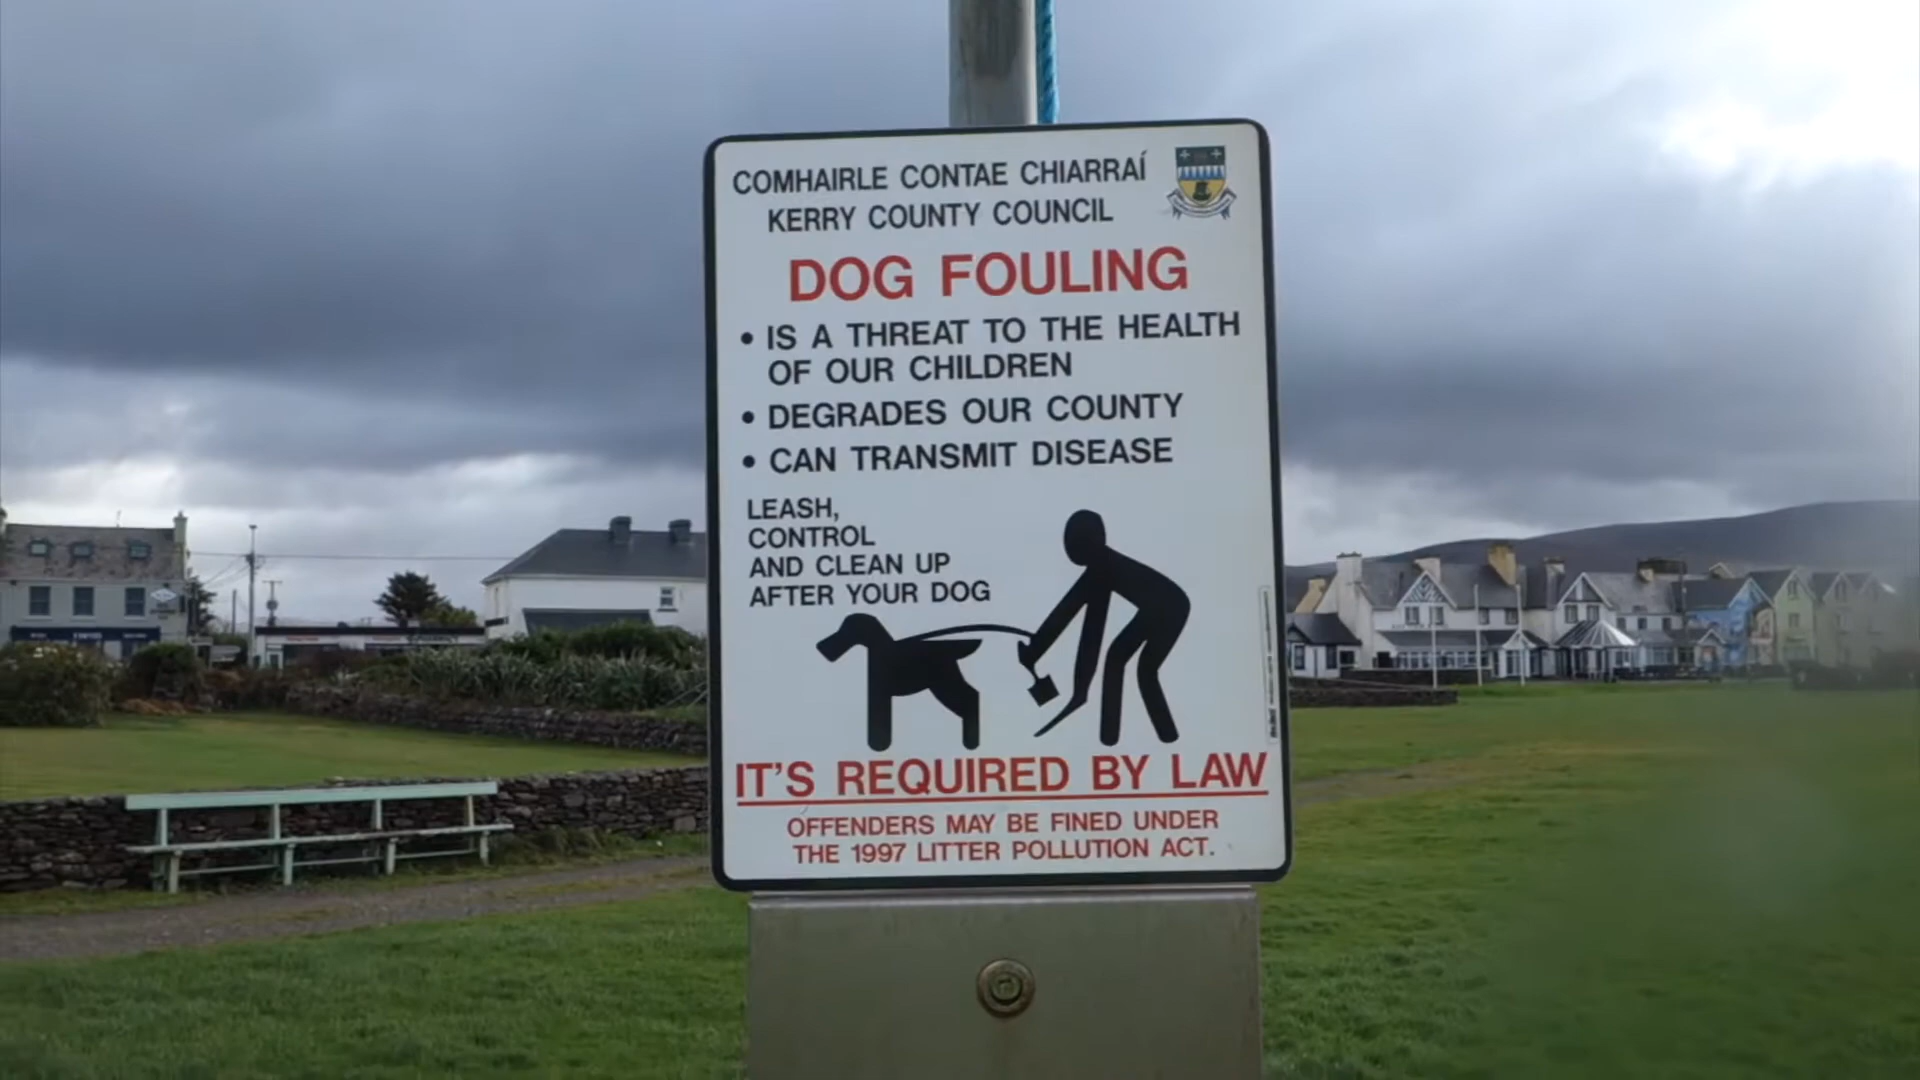 COMHAIRLE CONTAE CHIARRAÍ
KERRY COUNTY COUNCIL
DOG FOULING
• IS A THREAT TO THE HEALTH
OF OUR CHILDREN
• DEGRADES OUR COUNTY
• CAN TRANSMIT DISEASE
LEASH,
CONTROL
AND CLEAN UP
AFTER YOUR DOG
IT'S REQUIRED BY LAW
OFFENDERS MAY BE FINED UNDER
THE 1997 LITTER POLLUTION ACT.